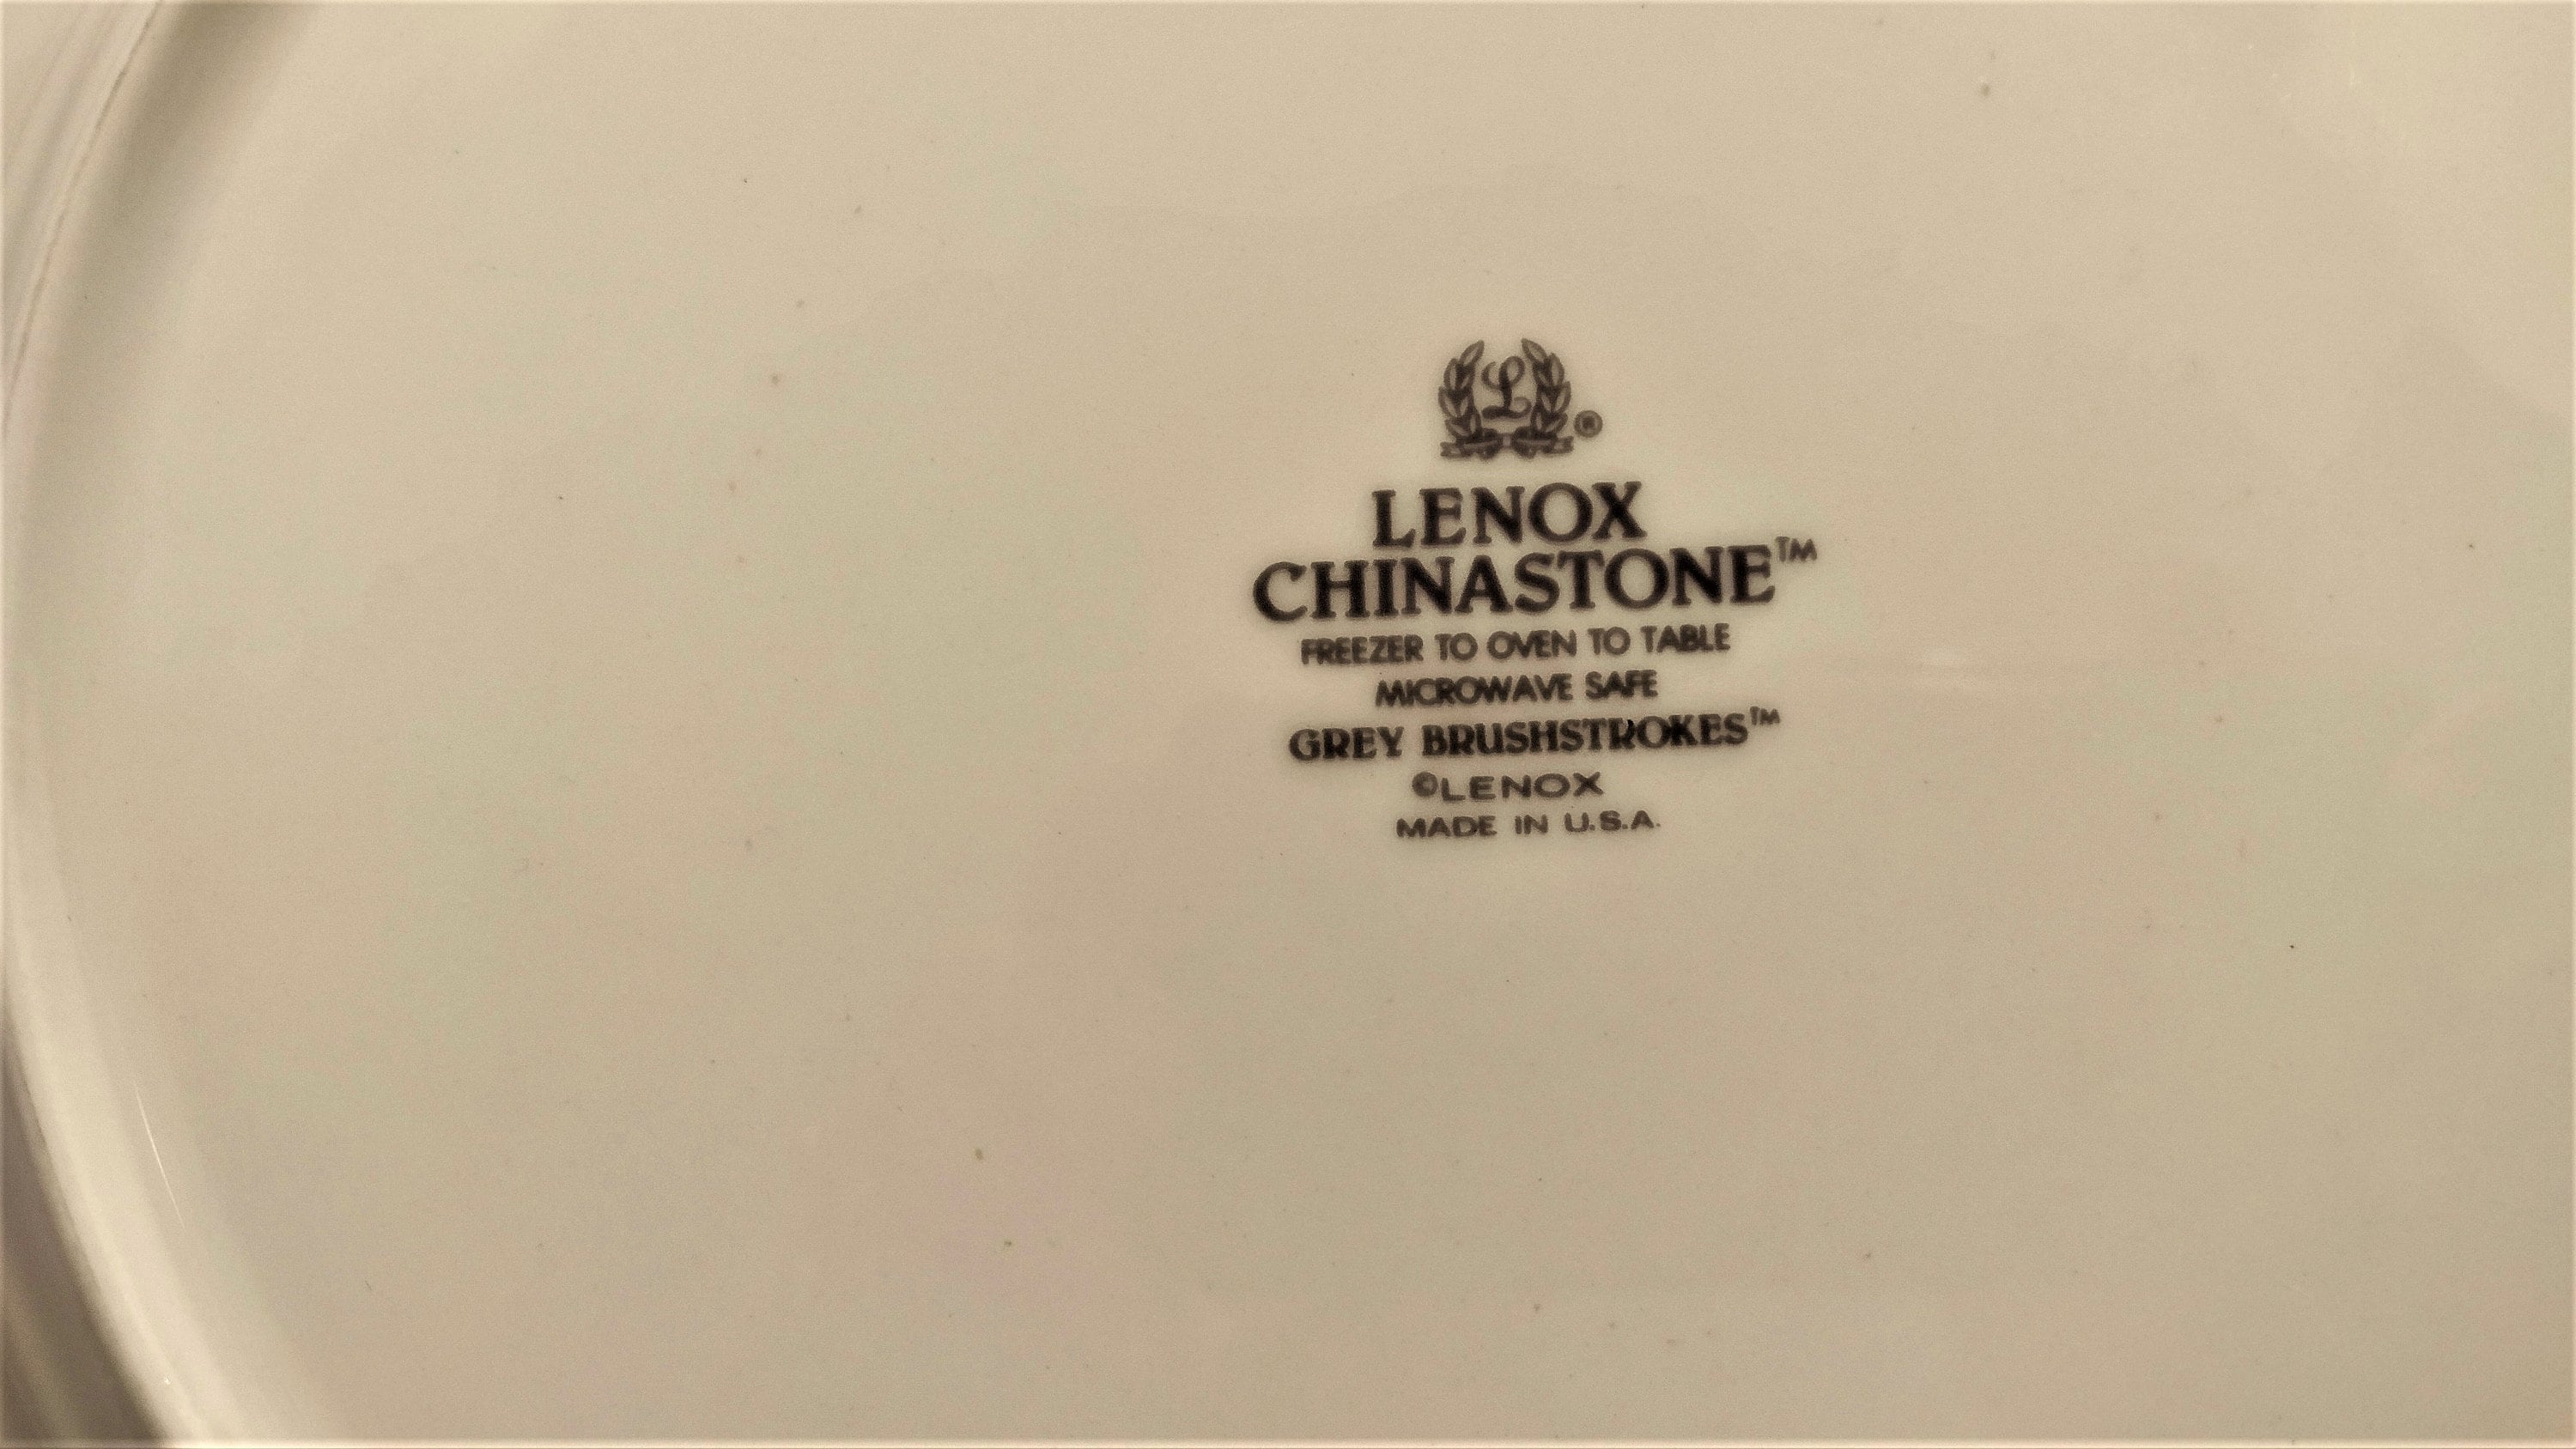 L®
LENOX
CHINASTONE™
FREEZER TO OVEN TO TABLE
MICROWAVE SAFE
GREY BRUSHSTROKES™
©LENOX
MADE IN U.S.A.